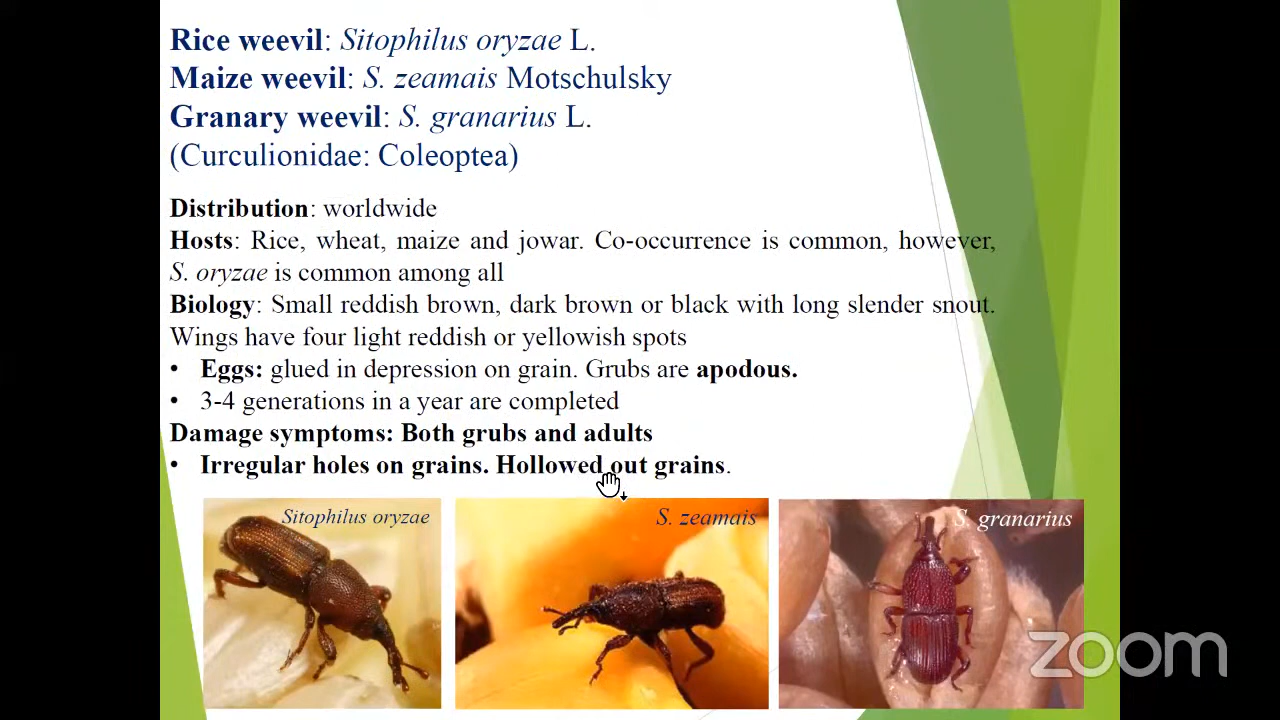 Rice weevil: Sitophilus oryzae L.
Maize weevil: S. zeamais Motschulsky
Granary weevil: S. granarius L.
(Curculionidae: Coleoptea)
Distribution: worldwide
Hosts: Rice, wheat, maize and jowar. Co-occurrence is common, however,
S. oryzae is common among all
Biology: Small reddish brown, dark brown or black with long slender snout.
Wings have four light reddish or yellowish spots
• Eggs: glued in depression on grain. Grubs are apodous.
• 3-4 generations in a year are completed
Damage symptoms: Both grubs and adults
• Irregular holes on grains. Hollowed out grains.
Sitophilus oryzae
S. zeamais
S. granarius
zoom